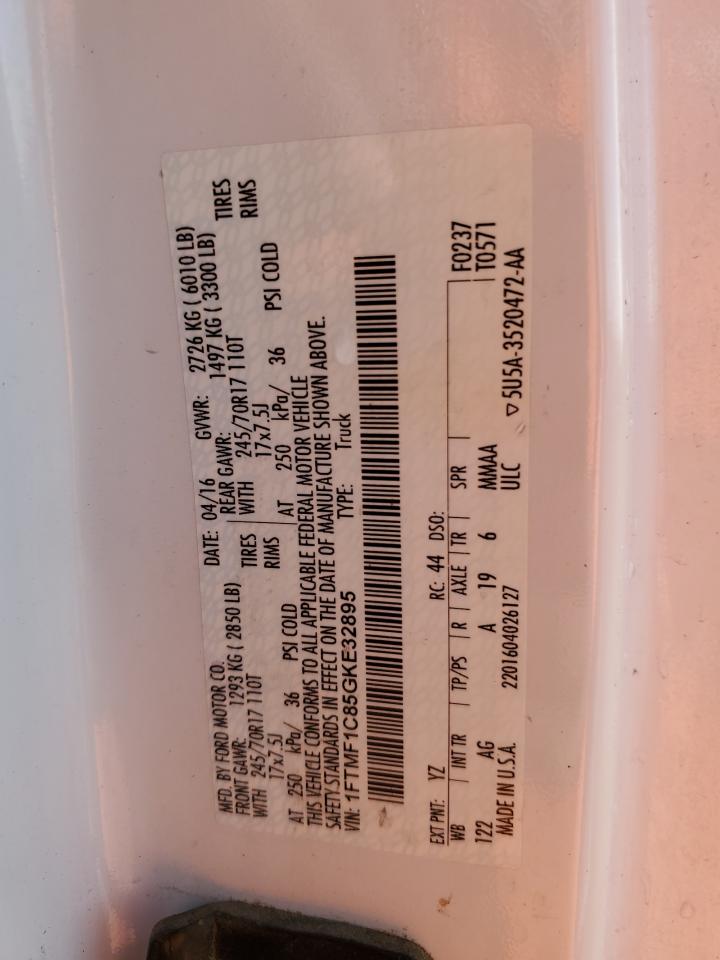 MFD. BY FORD MOTOR CO. DATE: 04/16 GVWR: 2726 KG ( 6010 LB)
FRONT GAWR: 1293 KG ( 2850 LB) REAR GAWR: 1497 KG ( 3300 LB)
WITH 245/70R17 110T TIRES WITH 245/70R17 110T TIRES
17x7.5J RIMS 17x7.5J RIMS
AT 250 kPa/ 36 PSI COLD AT 250 kPa/ 36 PSI COLD
THIS VEHICLE CONFORMS TO ALL APPLICABLE FEDERAL MOTOR VEHICLE
SAFETY STANDARDS IN EFFECT ON THE DATE OF MANUFACTURE SHOWN ABOVE.
VIN: 1FTMF1C85GKE32895 TYPE: Truck
EXT PNT: YZ RC: 44 DSO: F0237
WB INT TR TP/PS R AXLE TR SPR T0571
122 AG A 19 6 MMAA
ULC
MADE IN U.S.A. 2201604026127 ▽5U5A-3520472-AA